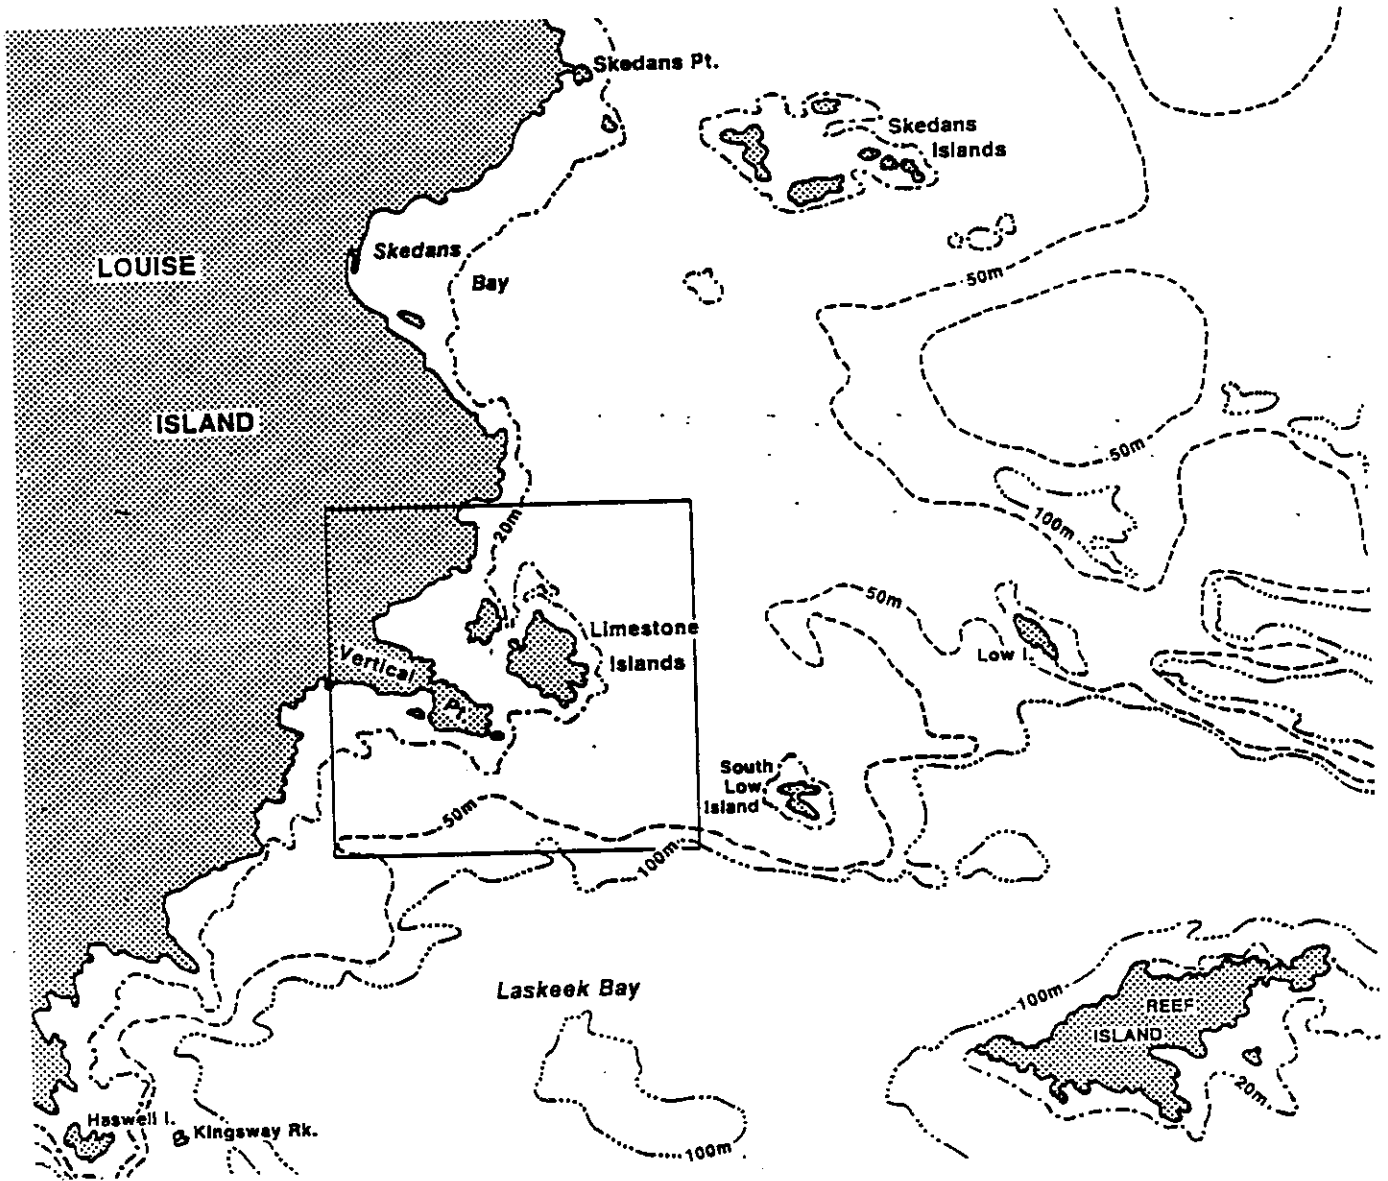 Skedans Pt.
Skedans
Islands
Skedans
Bay
LOUISE
50m
ISLAND
50m
100m
20m
50m
Limestone
Islands
Low I.
Vertical
Pt.
South
Low
Island
50m
100m
Laskeek Bay
100m
REEF
ISLAND
20m
Haswell I.
Kingsway Rk.
100m